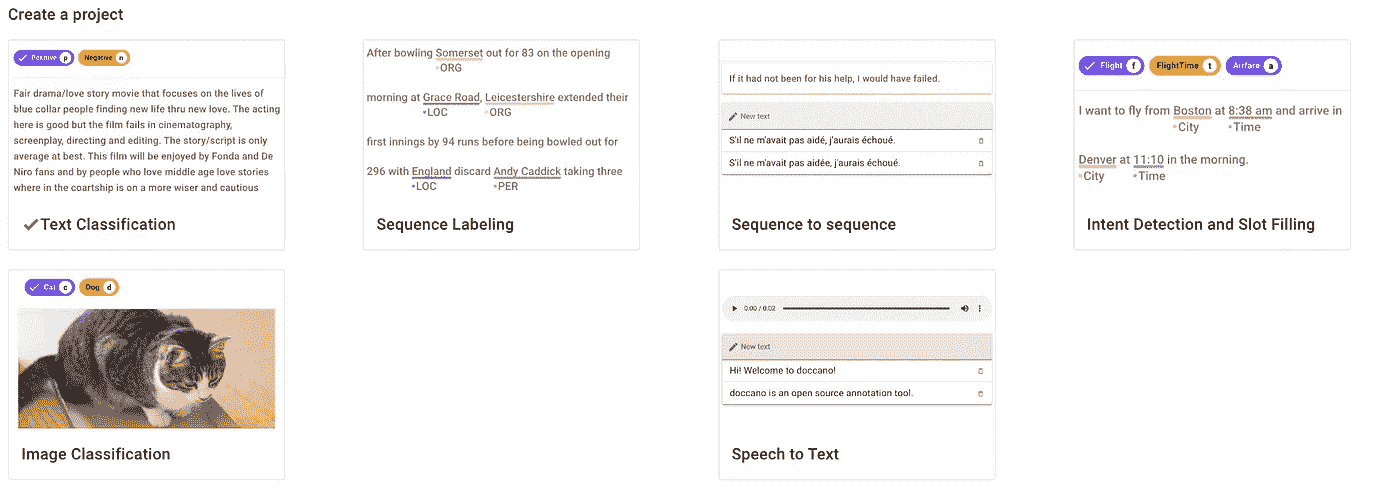 Create a project
Positive p Negative n
Fair drama/love story movie that focuses on the lives of
blue collar people finding new life thru new love. The acting
here is good but the film fails in cinematography,
screenplay, directing and editing. The story/script is only
average at best. This film will be enjoyed by Fonda and De
Niro fans and by people who love middle age love stories
where in the coartship is on a more wiser and cautious
Text Classification
After bowling Somerset out for 83 on the opening
ORG
morning at Grace Road, Leicestershire extended their
LOC ORG
first innings by 94 runs before being bowled out for
296 with England discard Andy Caddick taking three
LOC PER
Sequence Labeling
If it had not been for his help, I would have failed.
New text
S'il ne m'avait pas aidé, j'aurais échoué.
S'il ne m'avait pas aidée, j'aurais échoué.
Sequence to sequence
Flight f FlightTime t Airfare a
I want to fly from Boston at 8:38 am and arrive in
City Time
Denver at 11:10 in the morning.
City Time
Intent Detection and Slot Filling
Cat c Dog d
Image Classification
0:00 / 0:02
New text
Hi! Welcome to doccano!
doccano is an open source annotation tool.
Speech to Text